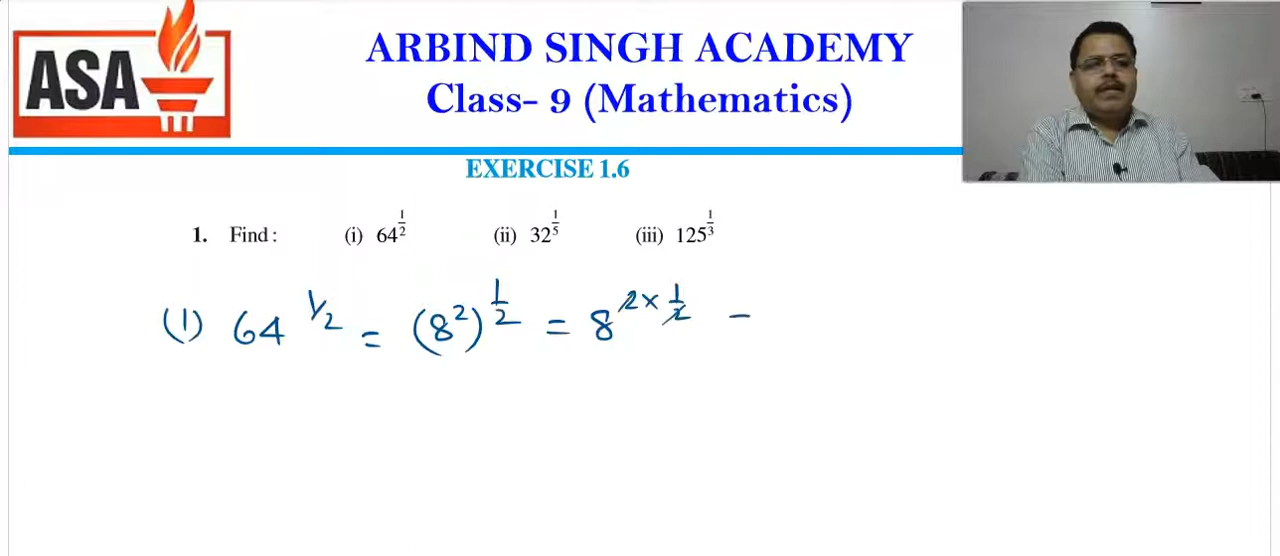 ASA
ARBIND SINGH ACADEMY
Class- 9 (Mathematics)
EXERCISE 1.6
1. Find : (i) 64^{1/2} (ii) 32^{1/5} (iii) 125^{1/3}
(1) 64^{1/2} = (8^2)^{1/2} = 8^{2 × 1/2} =